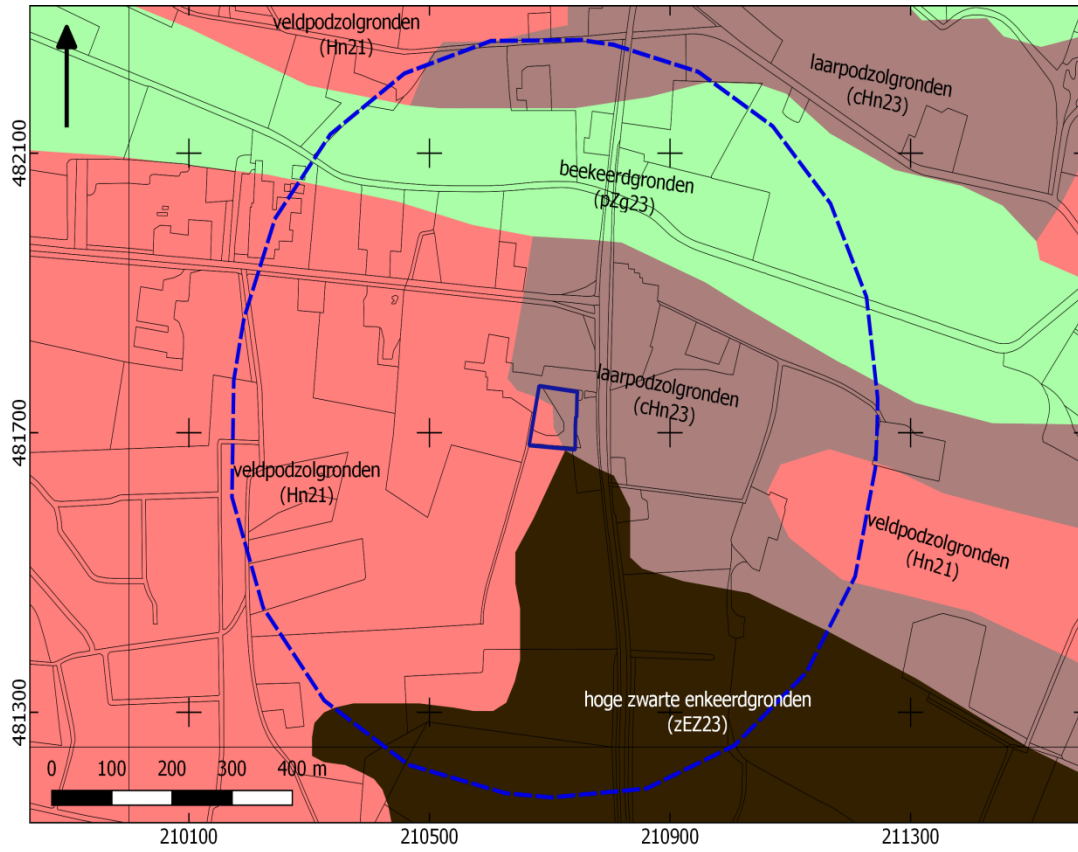 veldpodzolgronden
(Hn21)
laarpodzolgronden
(cHn23)
482100
beekeerdgronden
(pZg23)
laarpodzolgronden
(cHn23)
481700
veldpodzolgronden
(Hn21)
veldpodzolgronden
(Hn21)
hoge zwarte enkeerdgronden
(zEZ23)
481300
0 100 200 300 400 m
210100 210500 210900 211300